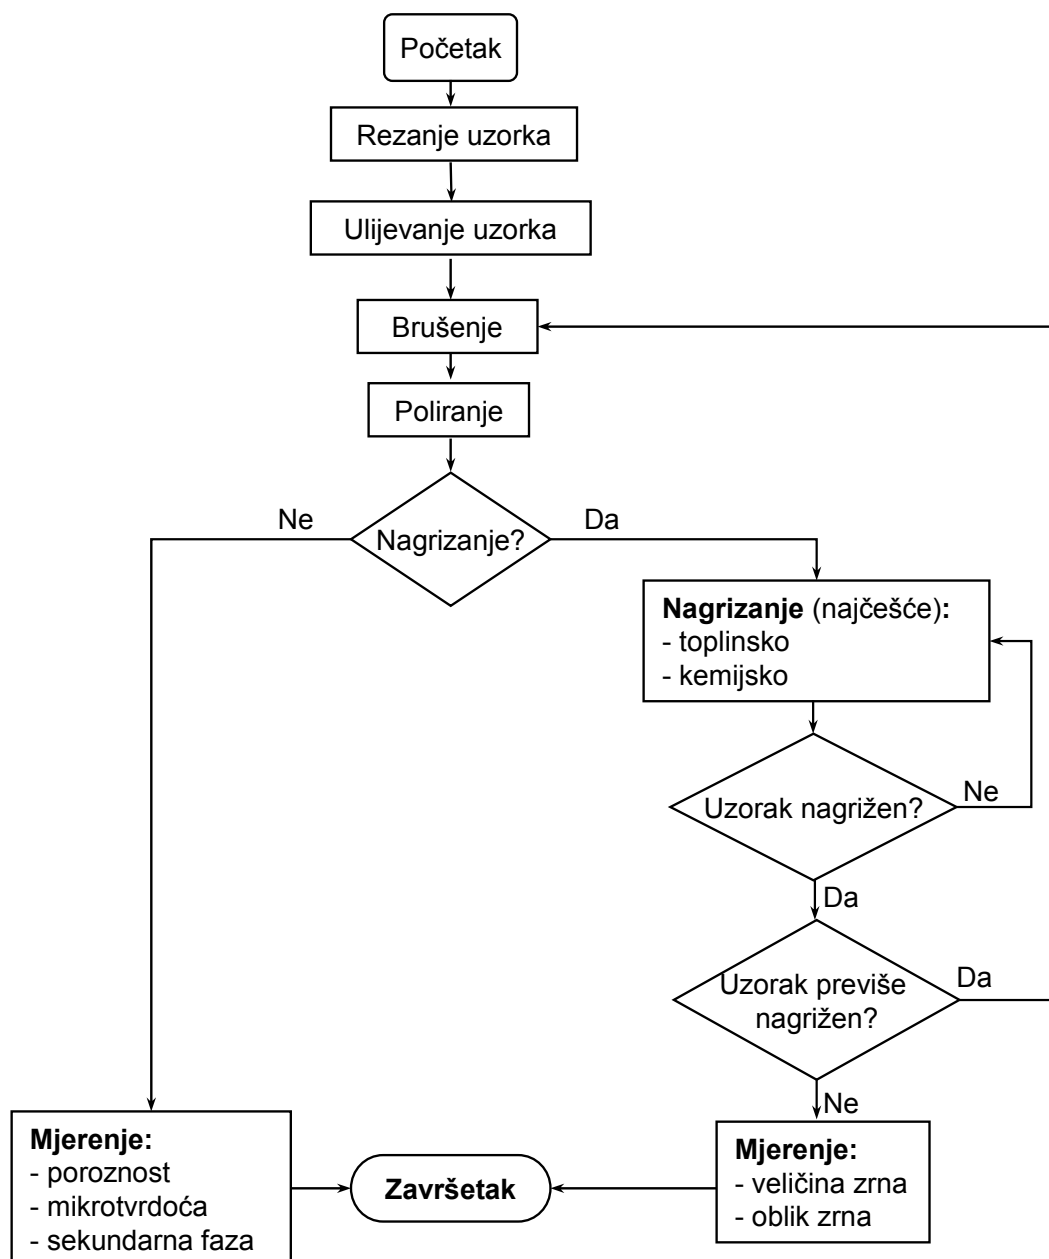 Početak
Rezanje uzorka
Ulijevanje uzorka
Brušenje
Poliranje
Nagrizanje?
Ne
Da
Nagrizanje (najčešće):
- toplinsko
- kemijsko
Uzorak nagrižen?
Ne
Da
Uzorak previše
nagrižen?
Da
Ne
Mjerenje:
- poroznost
- mikrotvrdoća
- sekundarna faza
Završetak
Mjerenje:
- veličina zrna
- oblik zrna